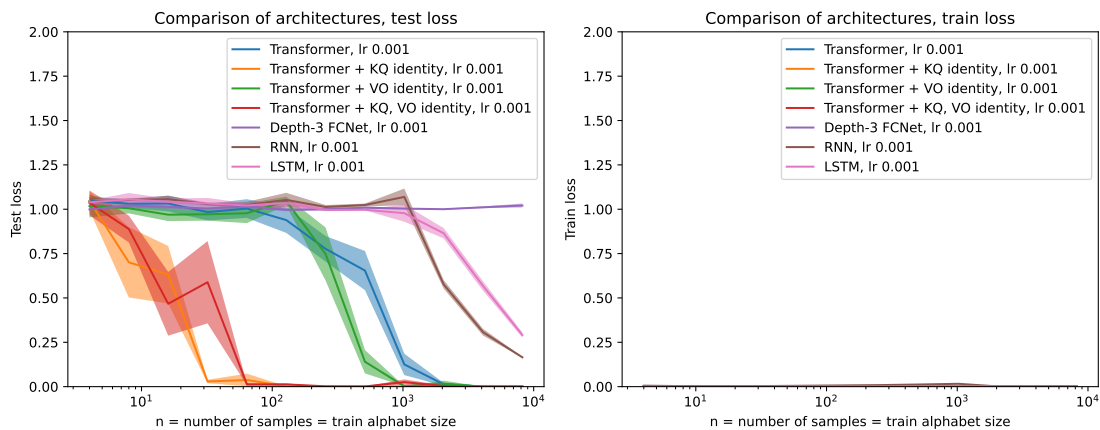 Comparison of architectures, test loss
2.00
1.75
1.50
1.25
1.00
0.75
0.50
0.25
0.00
Test loss
Transformer, lr 0.001
Transformer + KQ identity, lr 0.001
Transformer + VO identity, lr 0.001
Transformer + KQ, VO identity, lr 0.001
Depth-3 FCNet, lr 0.001
RNN, lr 0.001
LSTM, lr 0.001
10¹ 10² 10³ 10⁴
n = number of samples = train alphabet size
Comparison of architectures, train loss
2.00
1.75
1.50
1.25
1.00
0.75
0.50
0.25
0.00
Train loss
Transformer, lr 0.001
Transformer + KQ identity, lr 0.001
Transformer + VO identity, lr 0.001
Transformer + KQ, VO identity, lr 0.001
Depth-3 FCNet, lr 0.001
RNN, lr 0.001
LSTM, lr 0.001
10¹ 10² 10³ 10⁴
n = number of samples = train alphabet size